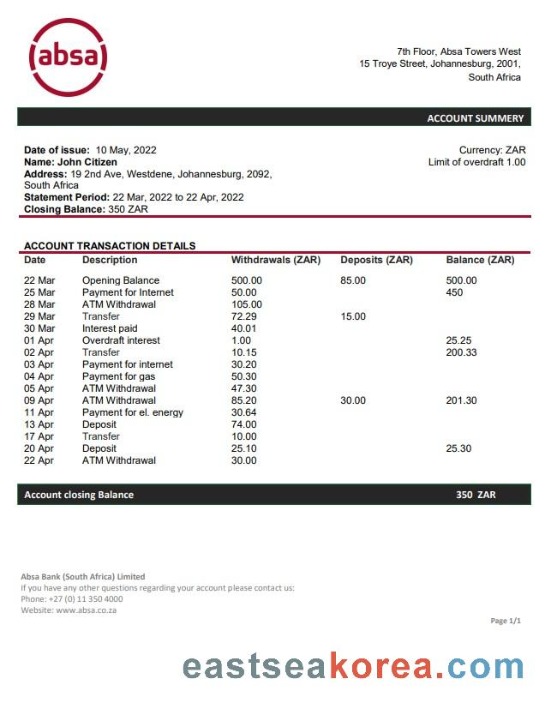 absa
7th Floor, Absa Towers West
15 Troye Street, Johannesburg, 2001,
South Africa
ACCOUNT SUMMERY
Date of issue: 10 May, 2022
Currency: ZAR
Name: John Citizen
Limit of overdraft 1.00
Address: 19 2nd Ave, Westdene, Johannesburg, 2092,
South Africa
Statement Period: 22 Mar, 2022 to 22 Apr, 2022
Closing Balance: 350 ZAR
ACCOUNT TRANSACTION DETAILS
Date Description Withdrawals (ZAR) Deposits (ZAR) Balance (ZAR)
22 Mar Opening Balance 500.00 85.00 500.00
25 Mar Payment for Internet 50.00 450
28 Mar ATM Withdrawal 105.00
29 Mar Transfer 72.29 15.00
30 Mar Interest paid 40.01
01 Apr Overdraft interest 1.00 25.25
02 Apr Transfer 10.15 200.33
03 Apr Payment for internet 30.20
04 Apr Payment for gas 50.30
05 Apr ATM Withdrawal 47.30
09 Apr ATM Withdrawal 85.20 30.00 201.30
11 Apr Payment for el. energy 30.64
13 Apr Deposit 74.00
17 Apr Transfer 10.00
20 Apr Deposit 25.10 25.30
22 Apr ATM Withdrawal 30.00
Account closing Balance 350 ZAR
Absa Bank (South Africa) Limited
If you have any other questions regarding your account please contact us:
Phone: +27 (0) 11 350 4000
Website: www.absa.co.za
Page 1/1
eastseakorea.com